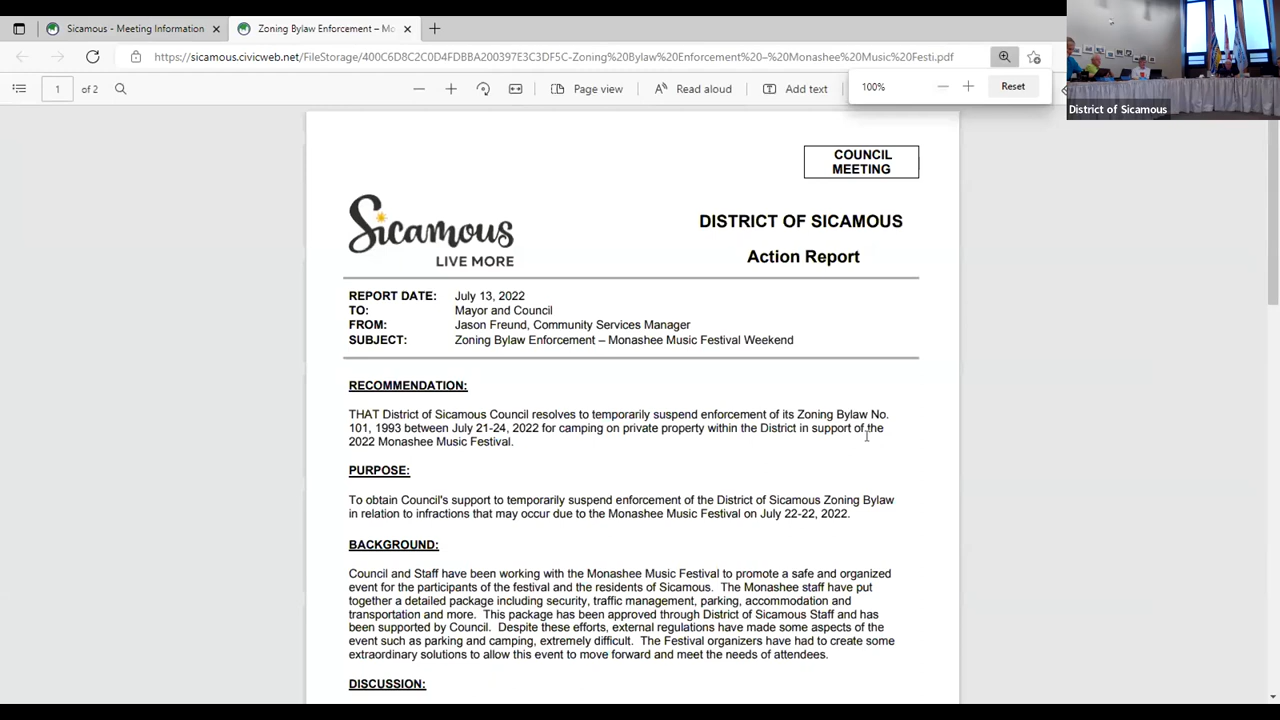 Sicamous - Meeting Information
Zoning Bylaw Enforcement – Mo
https://sicamous.civicweb.net/FileStorage/400C6D8C2C0D4FDBBA200397E3C3DF5C-Zoning%20Bylaw%20Enforcement%20–%20Monashee%20Music%20Festi.pdf
1 of 2
Page view
Read aloud
Add text
100%
Reset
District of Sicamous
COUNCIL
MEETING
Sicamous
LIVE MORE
DISTRICT OF SICAMOUS
Action Report
REPORT DATE: July 13, 2022
TO: Mayor and Council
FROM: Jason Freund, Community Services Manager
SUBJECT: Zoning Bylaw Enforcement – Monashee Music Festival Weekend
RECOMMENDATION:
THAT District of Sicamous Council resolves to temporarily suspend enforcement of its Zoning Bylaw No.
101, 1993 between July 21-24, 2022 for camping on private property within the District in support of the
2022 Monashee Music Festival.
PURPOSE:
To obtain Council's support to temporarily suspend enforcement of the District of Sicamous Zoning Bylaw
in relation to infractions that may occur due to the Monashee Music Festival on July 22-22, 2022.
BACKGROUND:
Council and Staff have been working with the Monashee Music Festival to promote a safe and organized
event for the participants of the festival and the residents of Sicamous. The Monashee staff have put
together a detailed package including security, traffic management, parking, accommodation and
transportation and more. This package has been approved through District of Sicamous Staff and has
been supported by Council. Despite these efforts, external regulations have made some aspects of the
event such as parking and camping, extremely difficult. The Festival organizers have had to create some
extraordinary solutions to allow this event to move forward and meet the needs of attendees.
DISCUSSION: